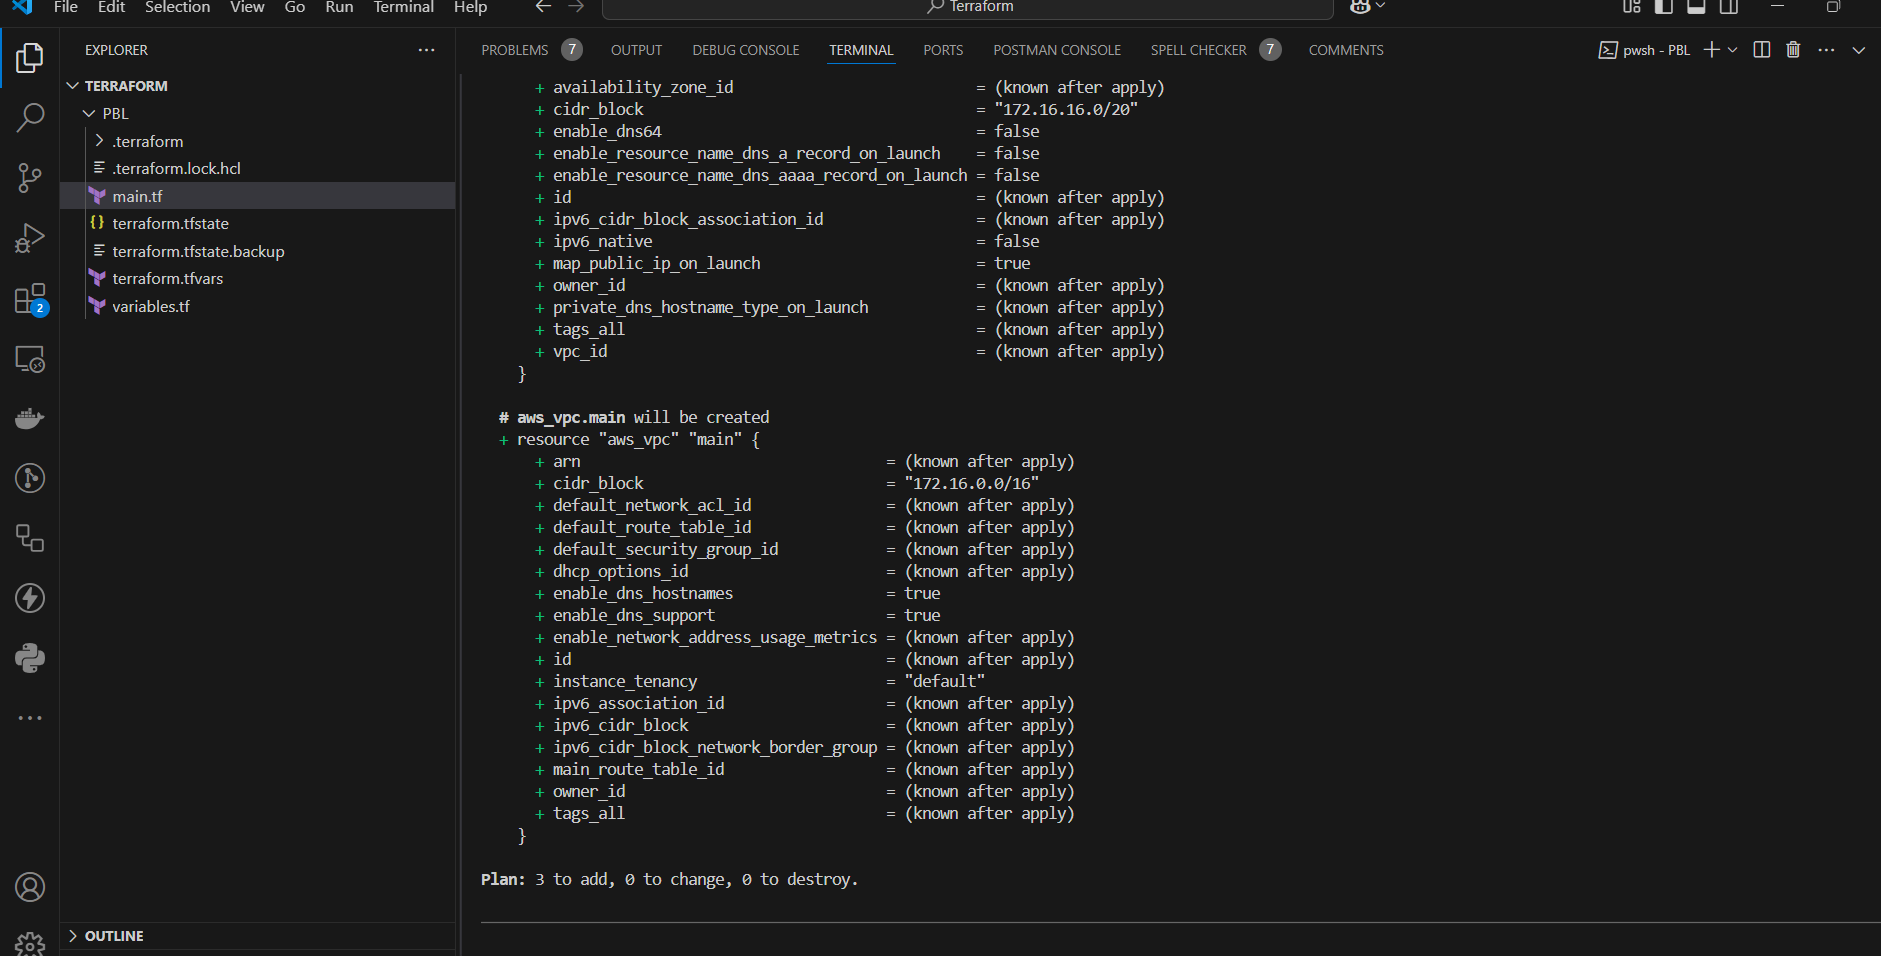 File Edit Selection View Go Run Terminal Help Terraform
EXPLORER
TERRAFORM
PBL
.terraform
.terraform.lock.hcl
main.tf
terraform.tfstate
terraform.tfstate.backup
terraform.tfvars
variables.tf
2
OUTLINE
PROBLEMS 7 OUTPUT DEBUG CONSOLE TERMINAL PORTS POSTMAN CONSOLE SPELL CHECKER 7 COMMENTS pwsh - PBL
+ availability_zone_id = (known after apply)
+ cidr_block = "172.16.16.0/20"
+ enable_dns64 = false
+ enable_resource_name_dns_a_record_on_launch = false
+ enable_resource_name_dns_aaaa_record_on_launch = false
+ id = (known after apply)
+ ipv6_cidr_block_association_id = (known after apply)
+ ipv6_native = false
+ map_public_ip_on_launch = true
+ owner_id = (known after apply)
+ private_dns_hostname_type_on_launch = (known after apply)
+ tags_all = (known after apply)
+ vpc_id = (known after apply)
}
# aws_vpc.main will be created
+ resource "aws_vpc" "main" {
+ arn = (known after apply)
+ cidr_block = "172.16.0.0/16"
+ default_network_acl_id = (known after apply)
+ default_route_table_id = (known after apply)
+ default_security_group_id = (known after apply)
+ dhcp_options_id = (known after apply)
+ enable_dns_hostnames = true
+ enable_dns_support = true
+ enable_network_address_usage_metrics = (known after apply)
+ id = (known after apply)
+ instance_tenancy = "default"
+ ipv6_association_id = (known after apply)
+ ipv6_cidr_block = (known after apply)
+ ipv6_cidr_block_network_border_group = (known after apply)
+ main_route_table_id = (known after apply)
+ owner_id = (known after apply)
+ tags_all = (known after apply)
}
Plan: 3 to add, 0 to change, 0 to destroy.